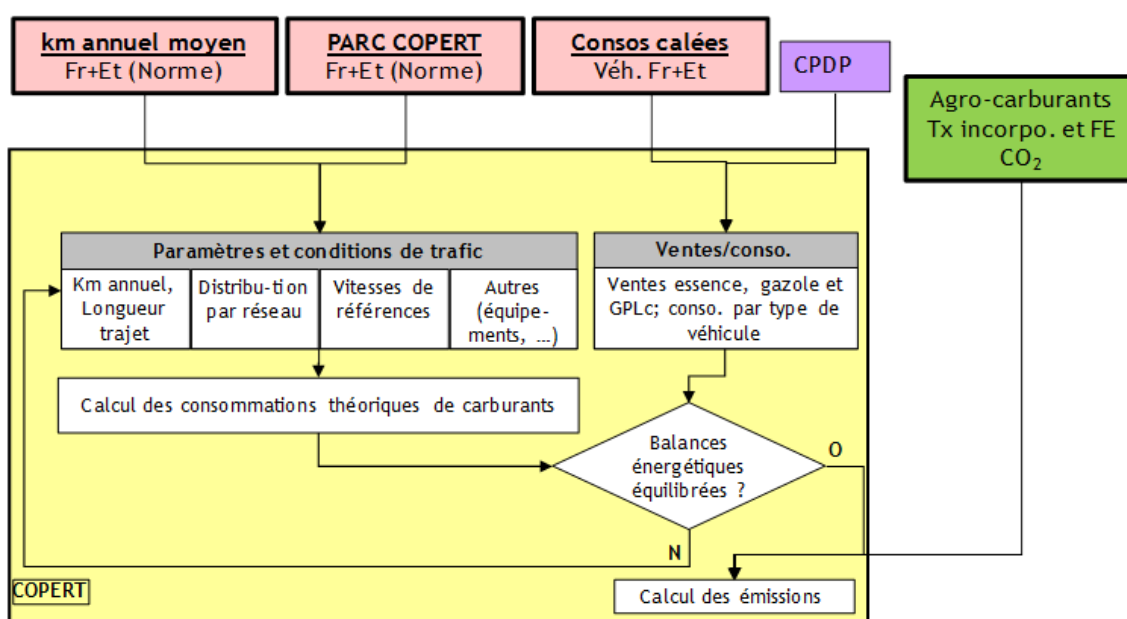 km annuel moyen
Fr+Et (Norme)
PARC COPERT
Fr+Et (Norme)
Consos calées
Véh. Fr+Et
CPDP
Agro-carburants
Tx incorpo. et FE
CO₂
Paramètres et conditions de trafic
Km annuel,
Longueur
trajet
Distribu-tion
par réseau
Vitesses de
références
Autres
(équipe-
ments, ...)
Ventes/conso.
Ventes essence, gazole et
GPLc; conso. par type de
véhicule
Calcul des consommations théoriques de carburants
Balances
énergétiques
équilibrées ?
O
N
COPERT
Calcul des émissions